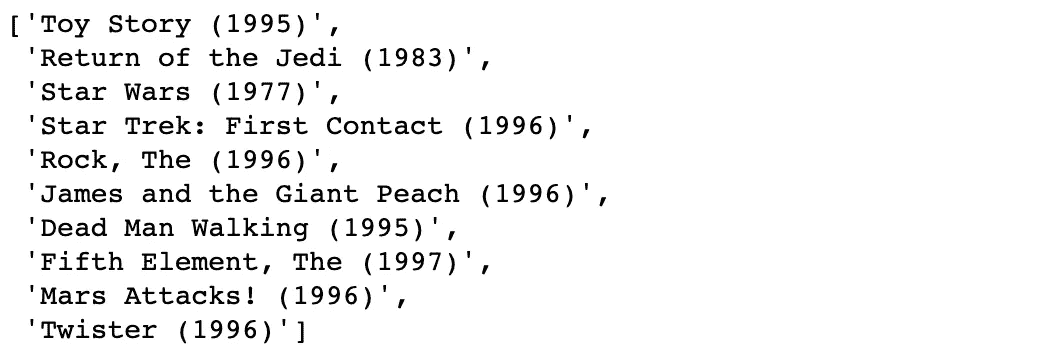 ['Toy Story (1995)',
'Return of the Jedi (1983)',
'Star Wars (1977)',
'Star Trek: First Contact (1996)',
'Rock, The (1996)',
'James and the Giant Peach (1996)',
'Dead Man Walking (1995)',
'Fifth Element, The (1997)',
'Mars Attacks! (1996)',
'Twister (1996)']